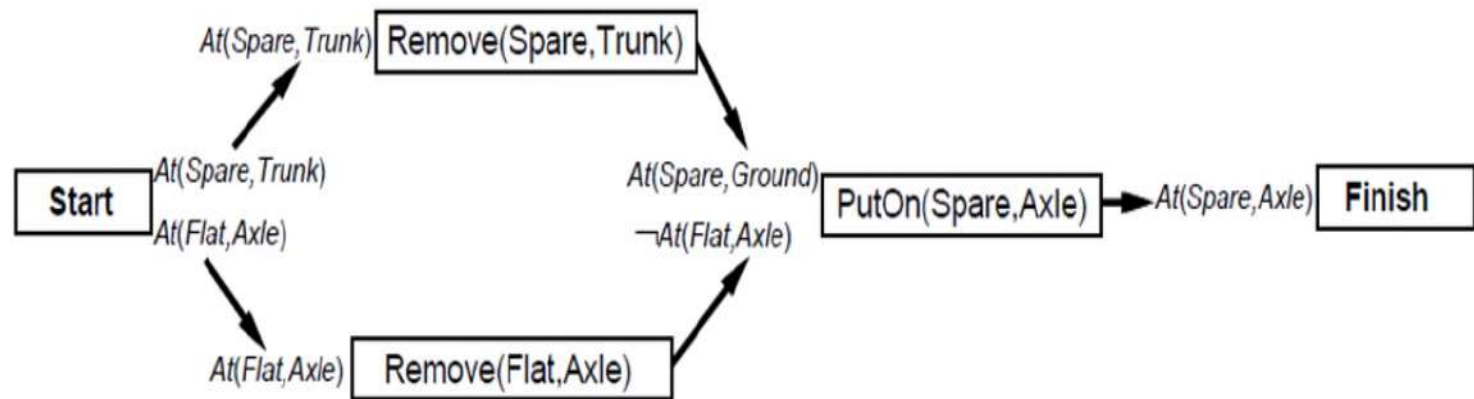 At(Spare,Trunk) Remove(Spare,Trunk)
At(Spare,Trunk)
Start
At(Flat,Axle)
At(Spare,Ground)
¬At(Flat,Axle)
PutOn(Spare,Axle)
At(Spare,Axle) Finish
At(Flat,Axle) Remove(Flat,Axle)